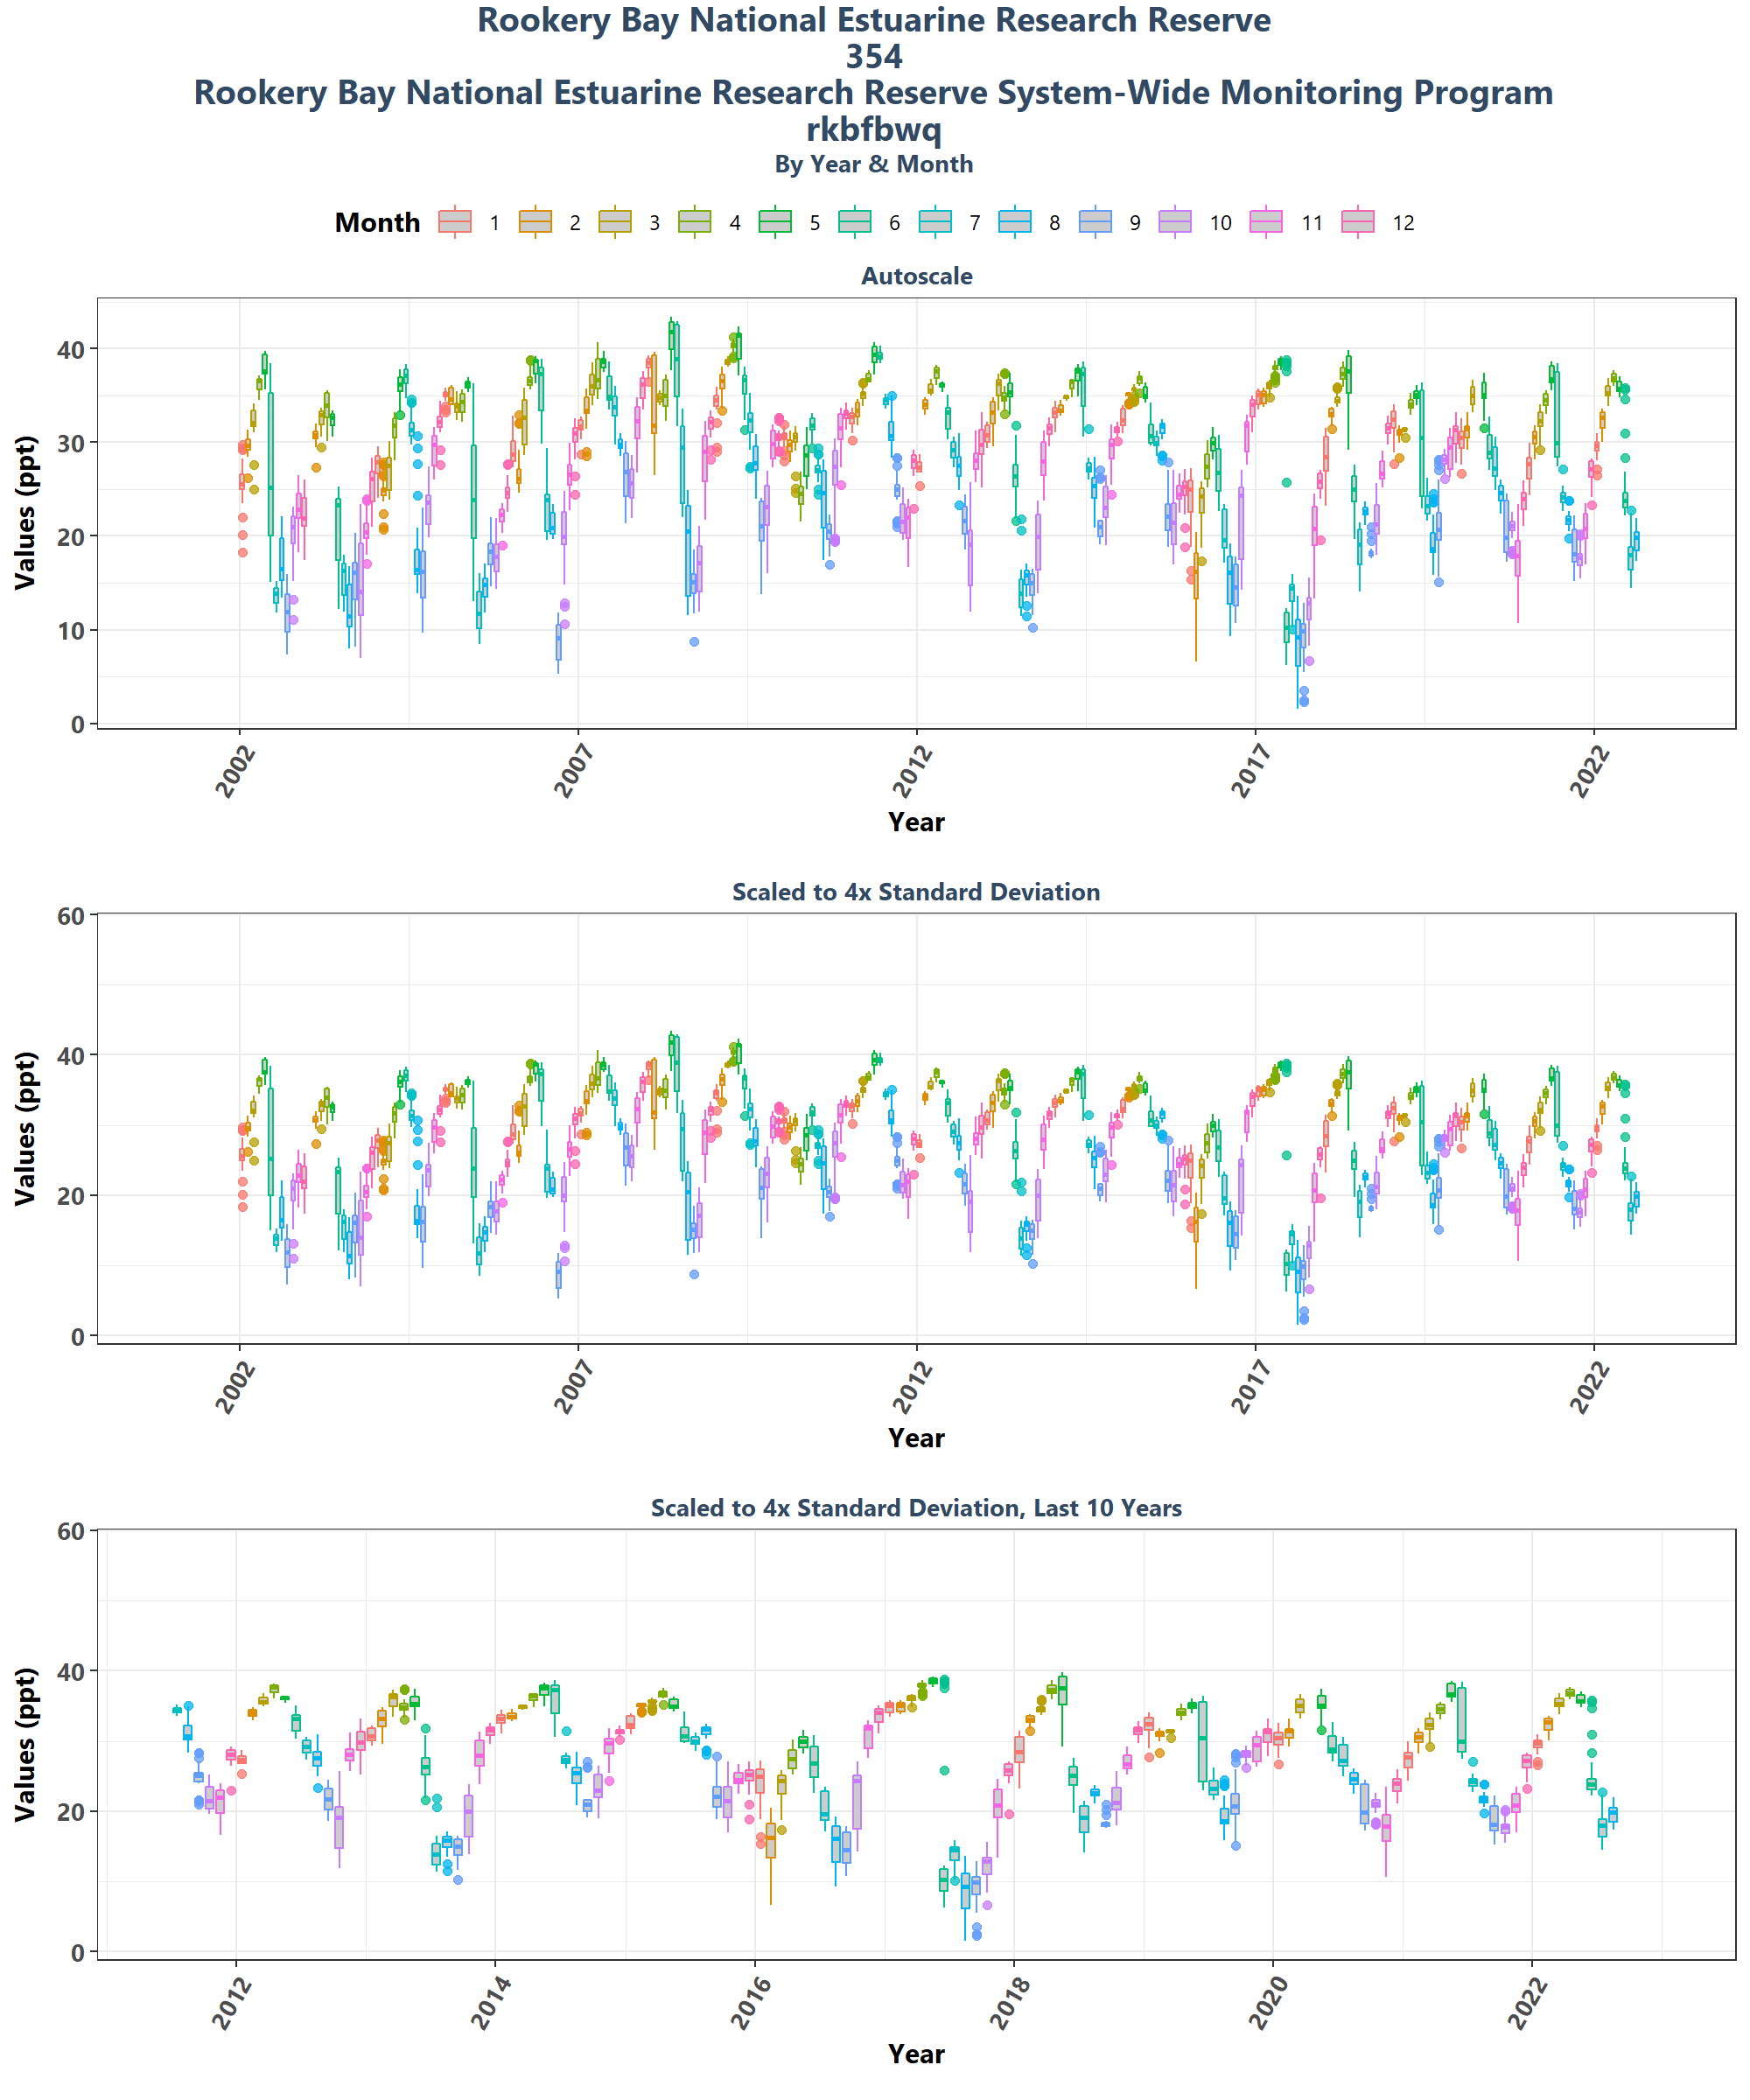 Rookery Bay National Estuarine Research Reserve
354
Rookery Bay National Estuarine Research Reserve System-Wide Monitoring Program
rkbfbwq
By Year & Month
Month 1 2 3 4 5 6 7 8 9 10 11 12
Autoscale
Values (ppt)
40
30
20
10
0
2002 2007 2012 2017 2022
Year
Scaled to 4x Standard Deviation
Values (ppt)
60
40
20
0
2002 2007 2012 2017 2022
Year
Scaled to 4x Standard Deviation, Last 10 Years
Values (ppt)
60
40
20
0
2012 2014 2016 2018 2020 2022
Year